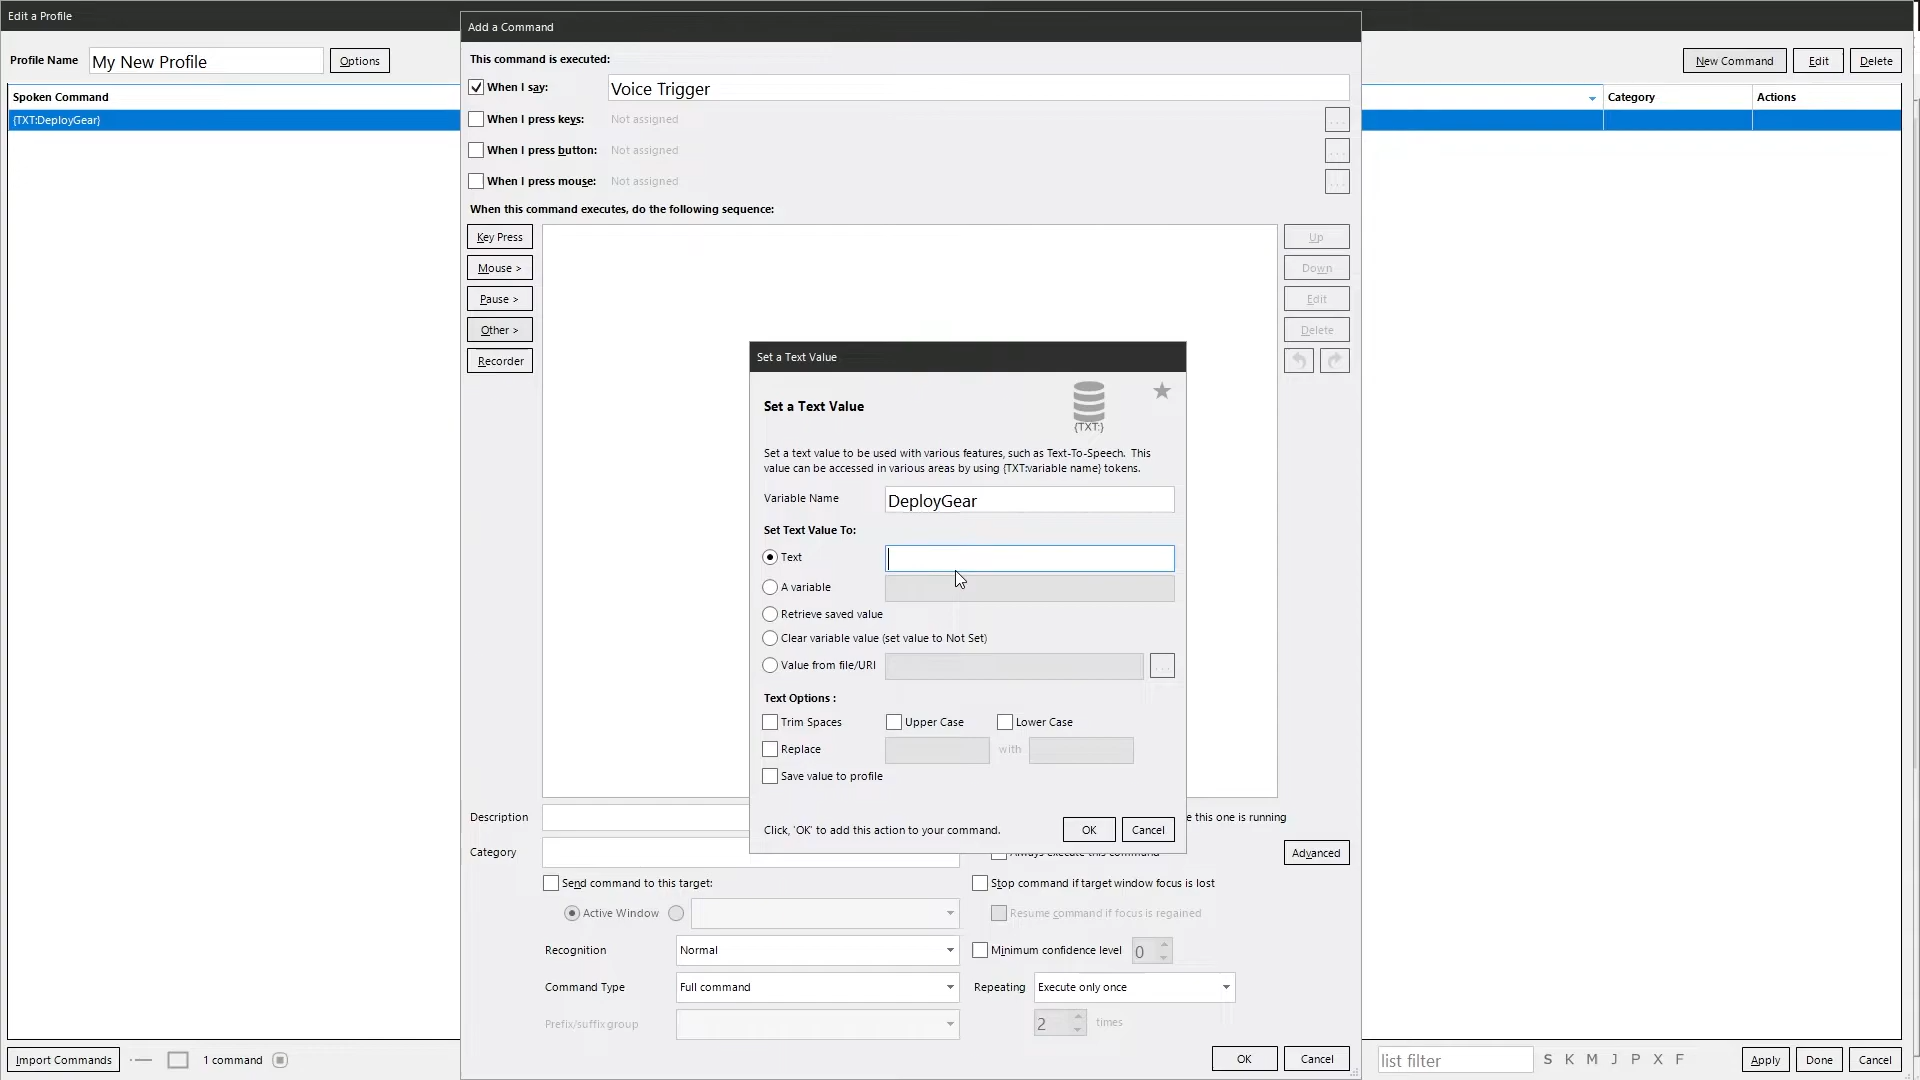 Edit a Profile
Add a Command
Profile Name
My New Profile
Options
This command is executed:
New Command
Edit
Delete
When I say:
Voice Trigger
Spoken Command
Category
Actions
{TXT:DeployGear}
When I press keys:
Not assigned
...
When I press button:
Not assigned
...
When I press mouse:
Not assigned
...
When this command executes, do the following sequence:
Key Press
Up
Mouse >
Down
Pause >
Edit
Other >
Delete
Recorder
Set a Text Value
Set a Text Value
{TXT:}
Set a text value to be used with various features, such as Text-To-Speech. This
value can be accessed in various areas by using {TXT:variable name} tokens.
Variable Name
DeployGear
Set Text Value To:
Text
A variable
Retrieve saved value
Clear variable value (set value to Not Set)
Value from file/URI
...
Text Options :
Trim Spaces
Upper Case
Lower Case
Replace
with
Save value to profile
Click, 'OK' to add this action to your command.
OK
Cancel
Description
e this one is running
Category
Always execute this command
Advanced
Send command to this target:
Stop command if target window focus is lost
Active Window
Resume command if focus is regained
Recognition
Normal
Minimum confidence level
0
Command Type
Full command
Repeating
Execute only once
Prefix/suffix group
2
times
OK
Cancel
Import Commands
1 command
list filter
S K M J P X F
Apply
Done
Cancel